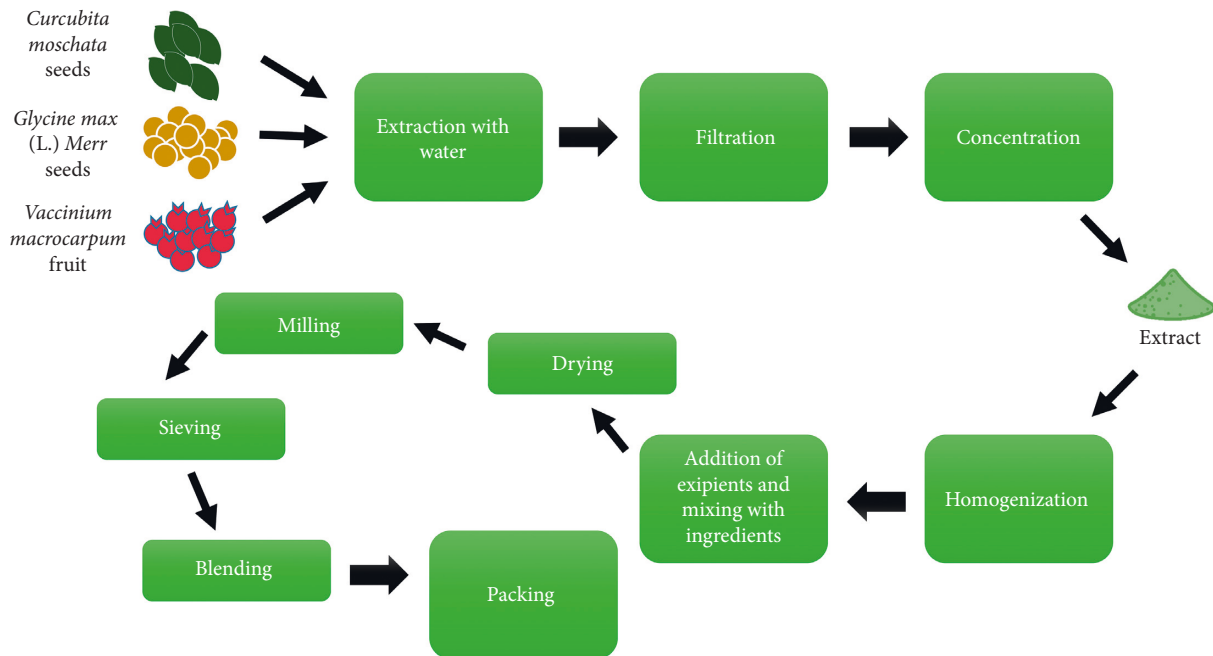 Curcubita
moschata
seeds
Glycine max
(L.) Merr
seeds
Vaccinium
macrocarpum
fruit
Extraction with
water
Filtration
Concentration
Extract
Homogenization
Addition of
exipients and
mixing with
ingredients
Drying
Milling
Sieving
Blending
Packing